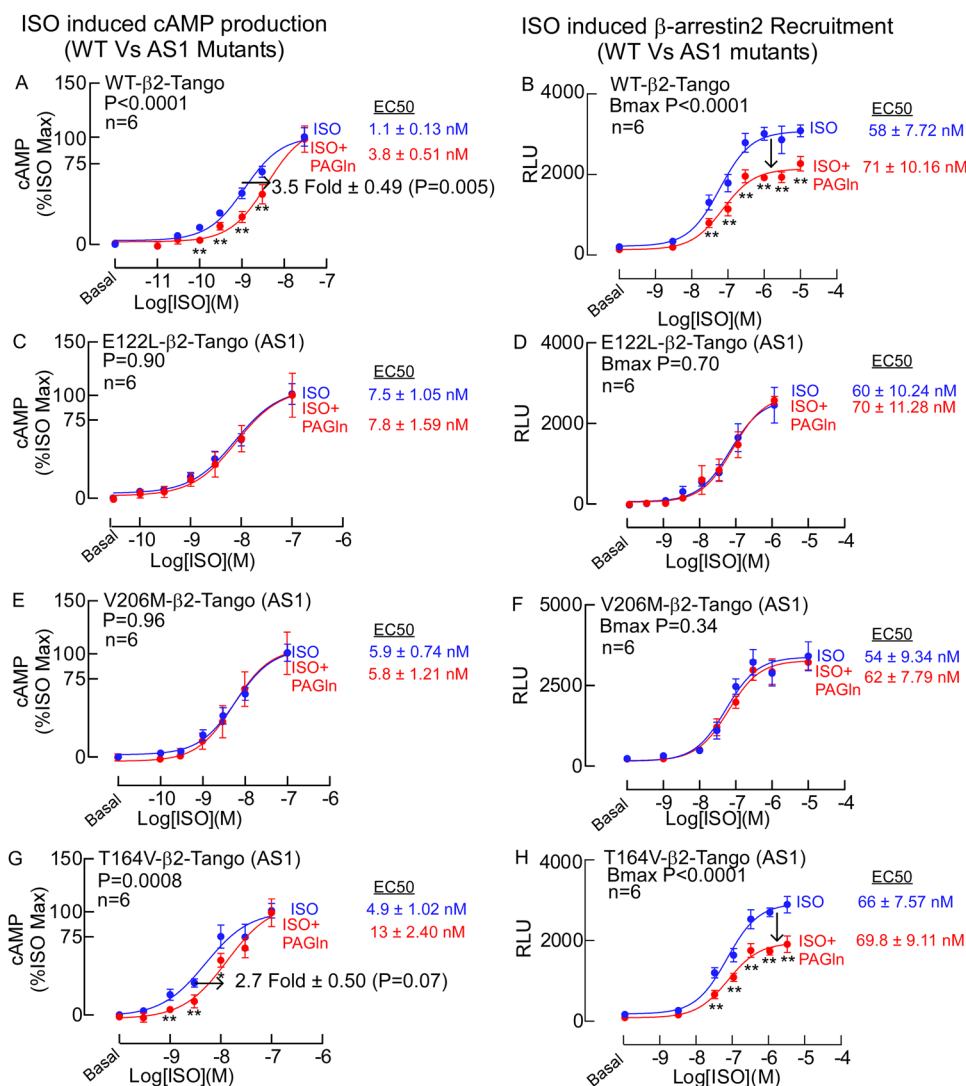 ISO induced cAMP production
(WT Vs AS1 Mutants)
ISO induced β-arrestin2 Recruitment
(WT Vs AS1 mutants)
A
WT-β2-Tango
P<0.0001
n=6
EC50
ISO
1.1 ± 0.13 nM
ISO+
PAGln
3.8 ± 0.51 nM
3.5 Fold ± 0.49 (P=0.005)
cAMP
(%ISO Max)
150
100
75
0
** ** ** **
Basal -11 -10 -9 -8 -7
Log[ISO](M)
B
WT-β2-Tango
Bmax P<0.0001
n=6
EC50
ISO
58 ± 7.72 nM
ISO+
PAGln
71 ± 10.16 nM
RLU
4000
2000
0
** ** ** ** ** **
Basal -9 -8 -7 -6 -5 -4
Log[ISO](M)
C
E122L-β2-Tango (AS1)
P=0.90
n=6
EC50
ISO
7.5 ± 1.05 nM
ISO+
PAGln
7.8 ± 1.59 nM
cAMP
(%ISO Max)
150
100
75
0
Basal -10 -9 -8 -7 -6
Log[ISO](M)
D
E122L-β2-Tango (AS1)
Bmax P=0.70
n=6
EC50
ISO
60 ± 10.24 nM
ISO+
PAGln
70 ± 11.28 nM
RLU
4000
2000
0
Basal -9 -8 -7 -6 -5 -4
Log[ISO](M)
E
V206M-β2-Tango (AS1)
P=0.96
n=6
EC50
ISO
5.9 ± 0.74 nM
ISO+
PAGln
5.8 ± 1.21 nM
cAMP
(%ISO Max)
150
75
0
Basal -10 -9 -8 -7 -6
Log[ISO](M)
F
V206M-β2-Tango (AS1)
Bmax P=0.34
n=6
EC50
ISO
54 ± 9.34 nM
ISO+
PAGln
62 ± 7.79 nM
RLU
5000
2500
0
Basal -9 -8 -7 -6 -5 -4
Log[ISO](M)
G
T164V-β2-Tango (AS1)
P=0.0008
n=6
EC50
ISO
4.9 ± 1.02 nM
ISO+
PAGln
13 ± 2.40 nM
2.7 Fold ± 0.50 (P=0.07)
cAMP
(%ISO Max)
150
100
75
0
** ** *
Basal -9 -8 -7 -6
Log[ISO](M)
H
T164V-β2-Tango (AS1)
Bmax P<0.0001
n=6
EC50
ISO
66 ± 7.57 nM
ISO+
PAGln
69.8 ± 9.11 nM
RLU
4000
2000
0
** ** ** ** **
Basal -9 -8 -7 -6 -5 -4
Log[ISO](M)